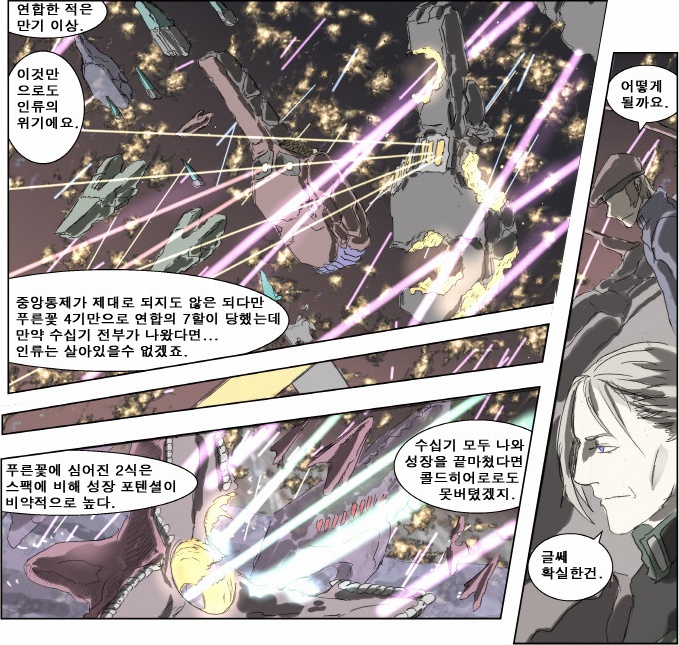 연합한 적은
만기 이상.
이것만
으로도
인류의
위기에요.
중앙통제가 제대로 되지도 않은 되다만
푸른꽃 4기만으로 연합의 7할이 당했는데
만약 수십기 전부가 나왔다면...
인류는 살아있을수 없겠죠.
어떻게
될까요.
글쎄
확실한건.
푸른꽃에 심어진 2식은
스팩에 비해 성장 포텐셜이
비약적으로 높다.
수십기 모두 나와
성장을 끝마쳤다면
콜드히어로로도
못버텼겠지.